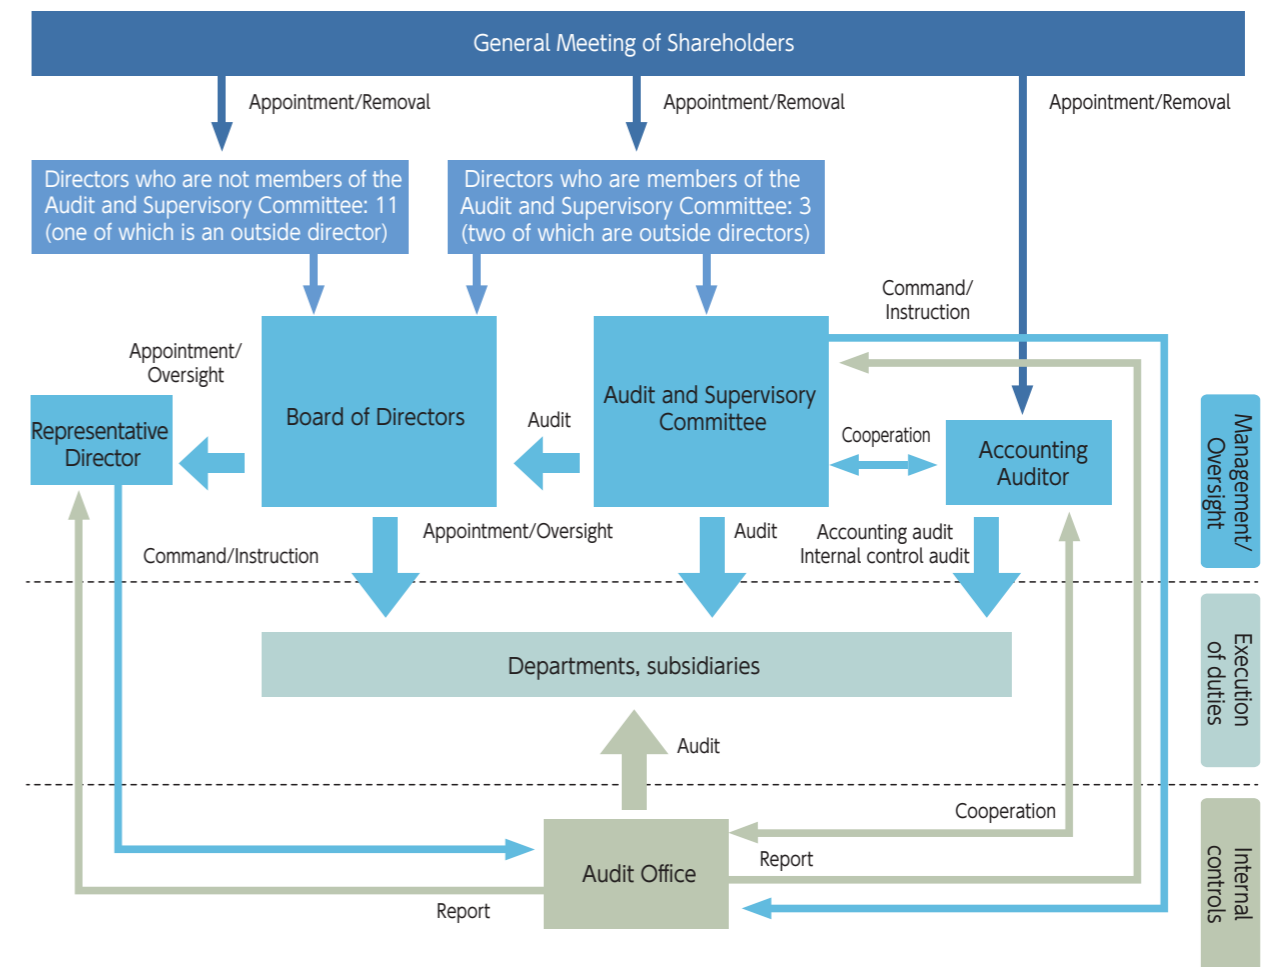 General Meeting of Shareholders
Appointment/Removal
Appointment/Removal
Appointment/Removal
Directors who are not members of the
Audit and Supervisory Committee: 11
(one of which is an outside director)
Directors who are members of the
Audit and Supervisory Committee: 3
(two of which are outside directors)
Command/
Instruction
Appointment/
Oversight
Representative
Director
Board of Directors
Audit
Audit and Supervisory
Committee
Cooperation
Accounting
Auditor
Management/
Oversight
Command/Instruction
Appointment/Oversight
Audit
Accounting audit
Internal control audit
Departments, subsidiaries
Execution
of duties
Audit
Cooperation
Audit Office
Report
Report
Internal
controls